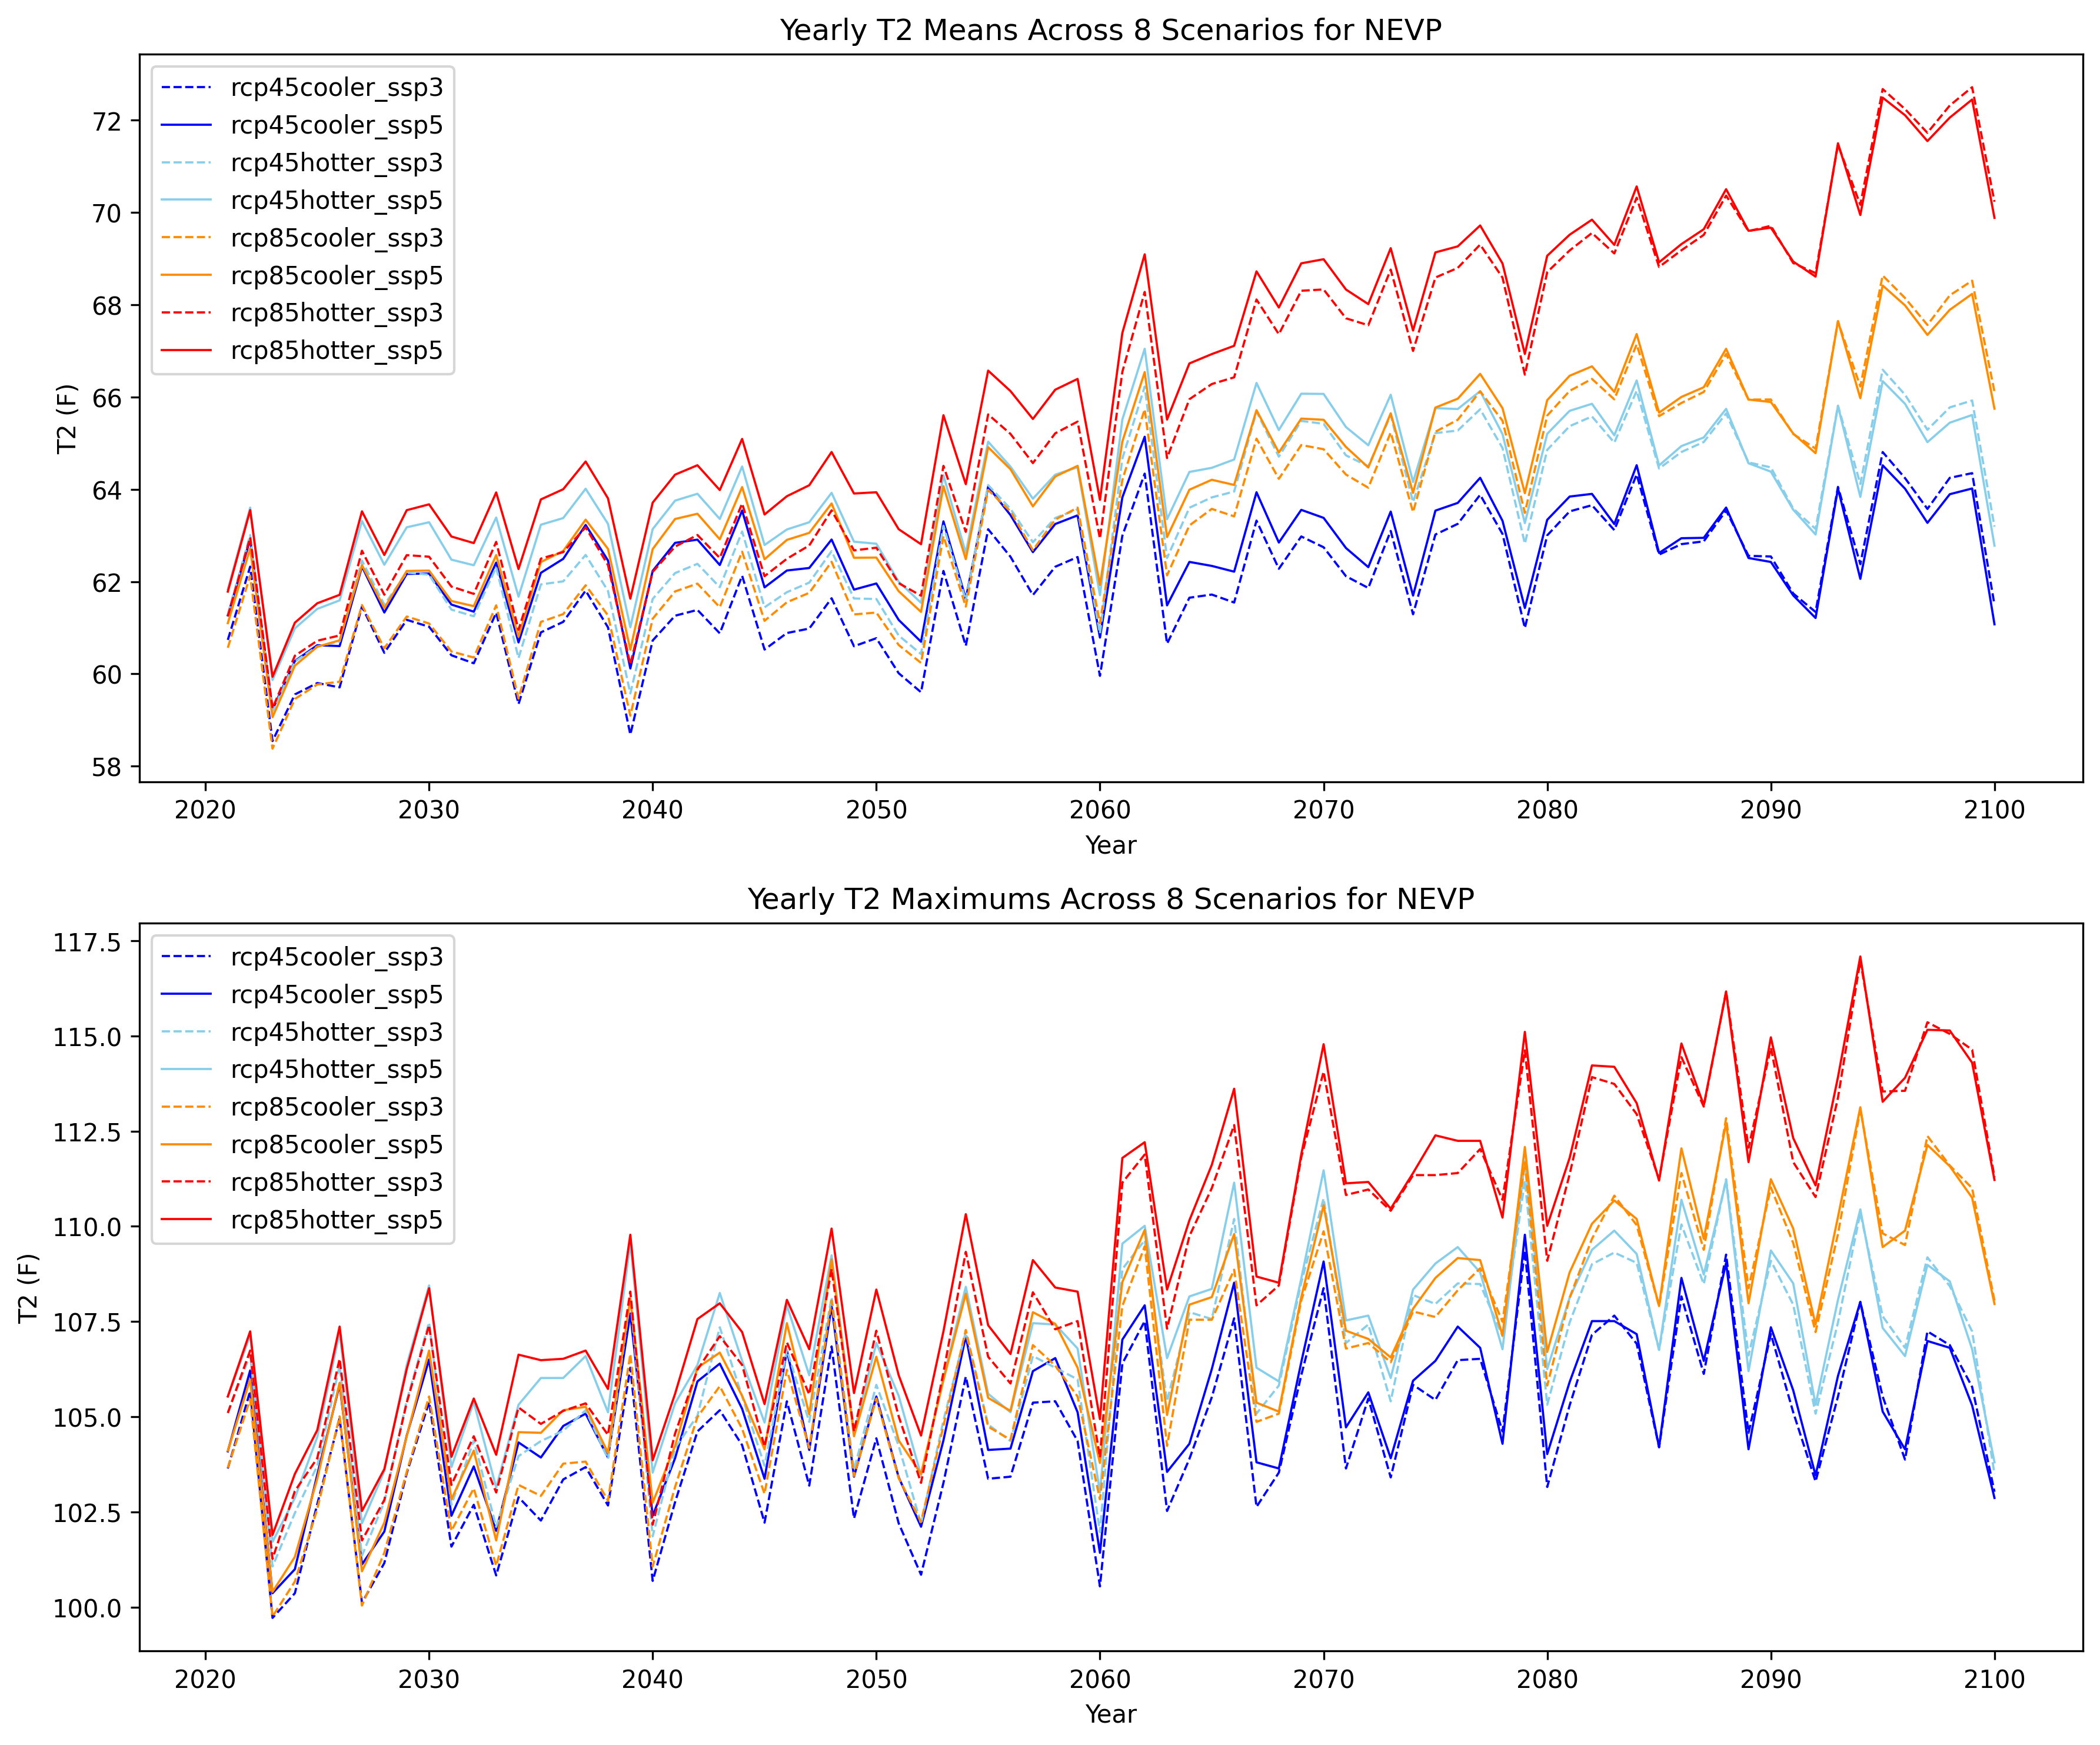 Yearly T2 Means Across 8 Scenarios for NEVP
rcp45cooler_ssp3
rcp45cooler_ssp5
rcp45hotter_ssp3
rcp45hotter_ssp5
rcp85cooler_ssp3
rcp85cooler_ssp5
rcp85hotter_ssp3
rcp85hotter_ssp5
T2 (F)
72
70
68
66
64
62
60
58
2020 2030 2040 2050 2060 2070 2080 2090 2100
Year
Yearly T2 Maximums Across 8 Scenarios for NEVP
rcp45cooler_ssp3
rcp45cooler_ssp5
rcp45hotter_ssp3
rcp45hotter_ssp5
rcp85cooler_ssp3
rcp85cooler_ssp5
rcp85hotter_ssp3
rcp85hotter_ssp5
T2 (F)
117.5
115.0
112.5
110.0
107.5
105.0
102.5
100.0
2020 2030 2040 2050 2060 2070 2080 2090 2100
Year